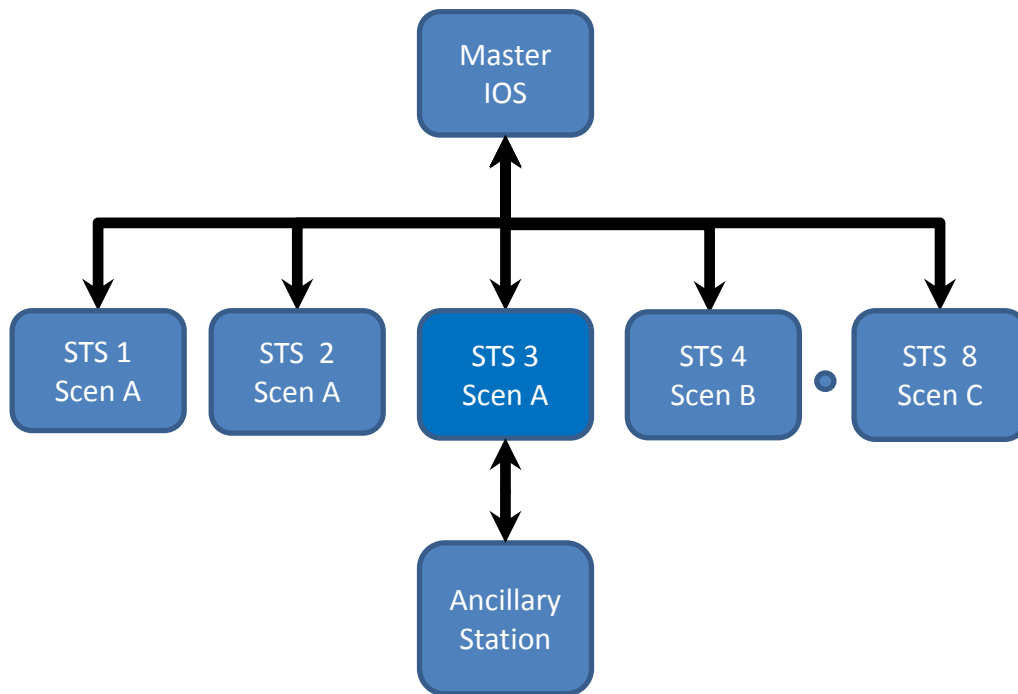 Master
IOS
STS 1
Scen A
STS 2
Scen A
STS 3
Scen A
STS 4
Scen B
STS 8
Scen C
Ancillary
Station